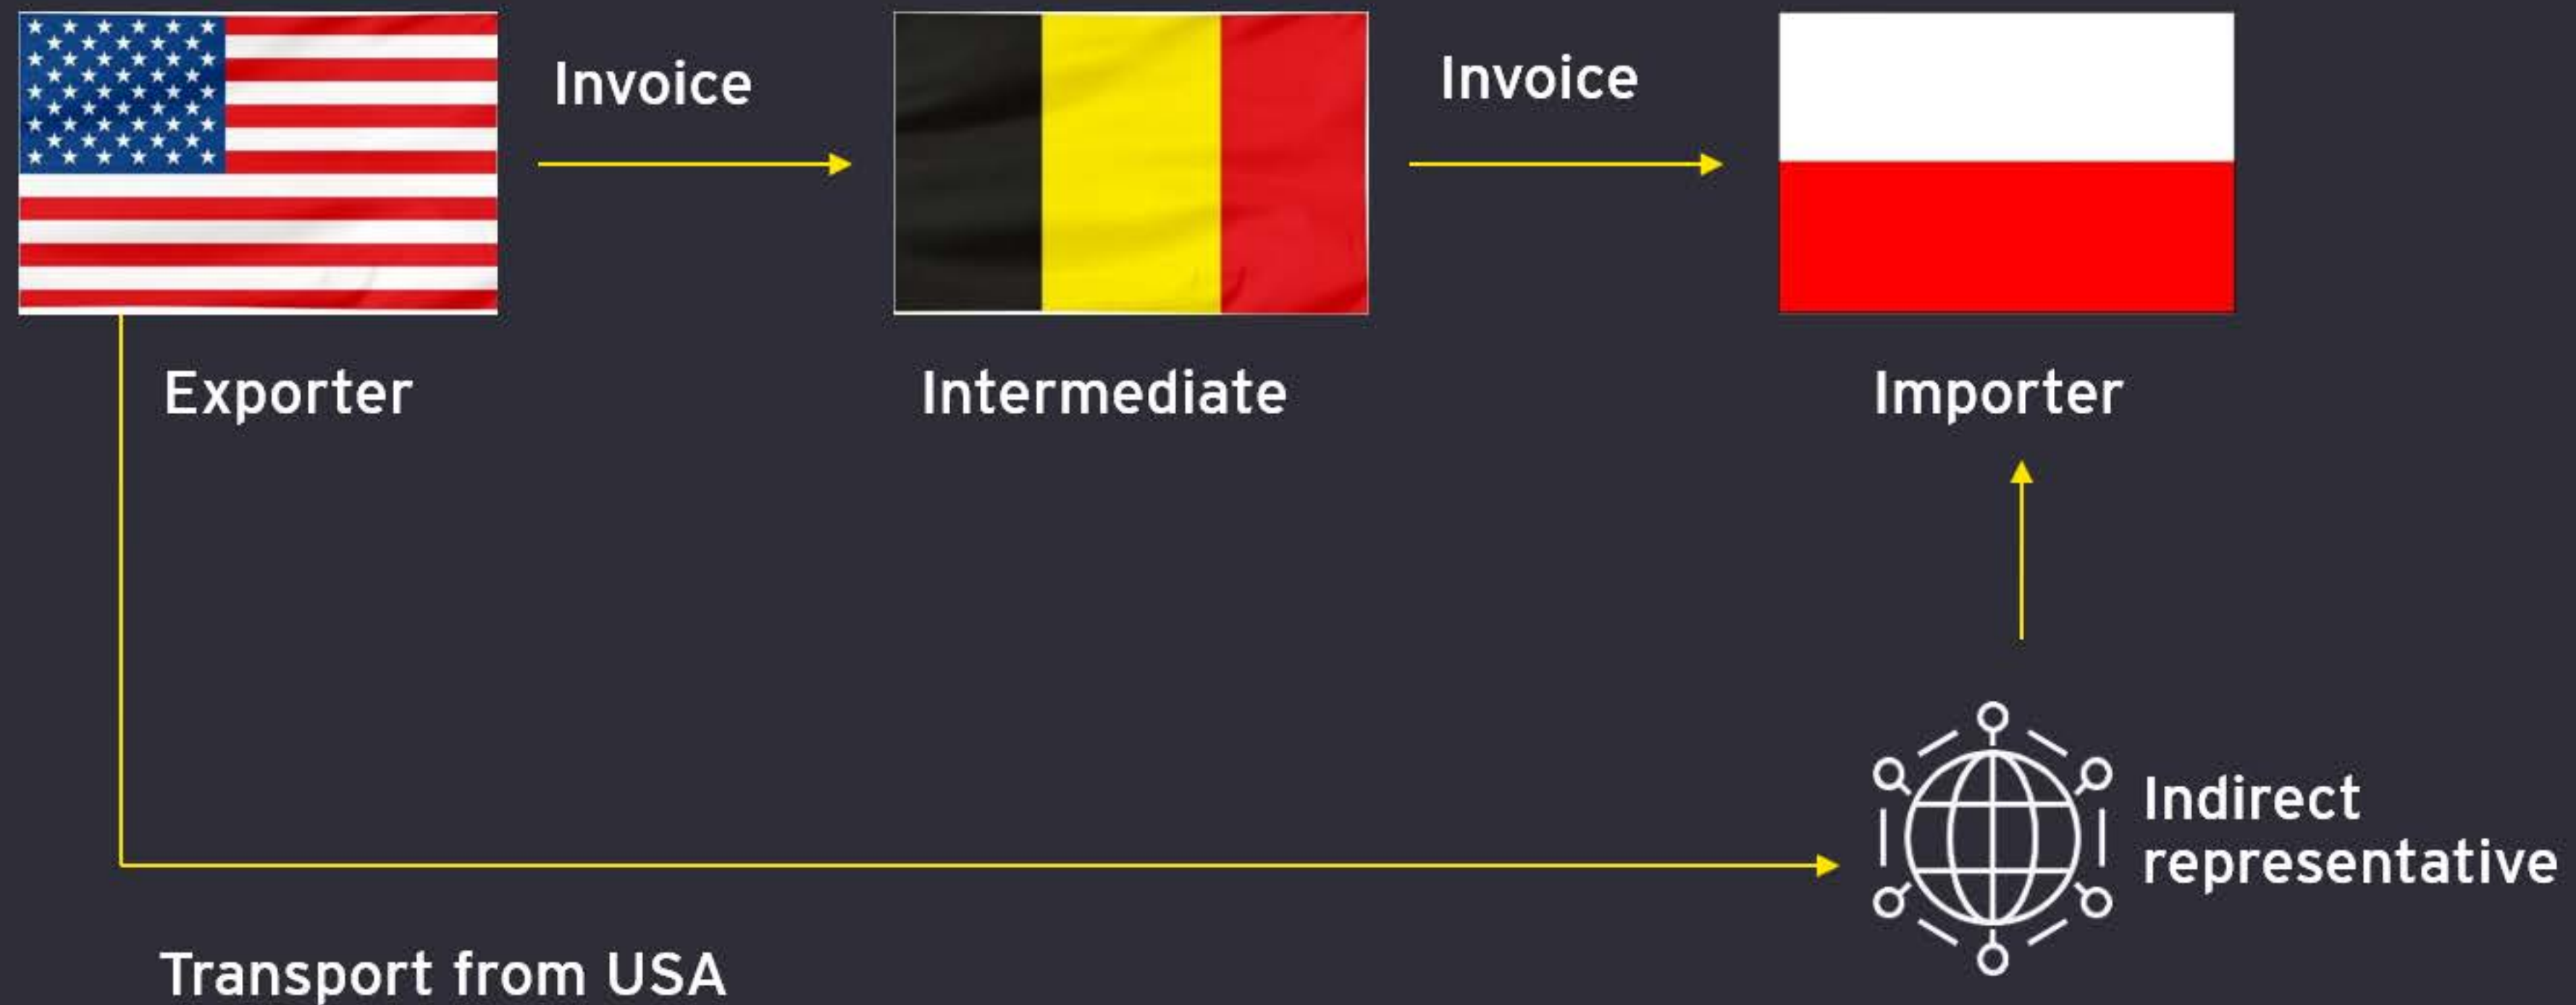 Invoice
Invoice
Exporter
Intermediate
Importer
Indirect
representative
Transport from USA